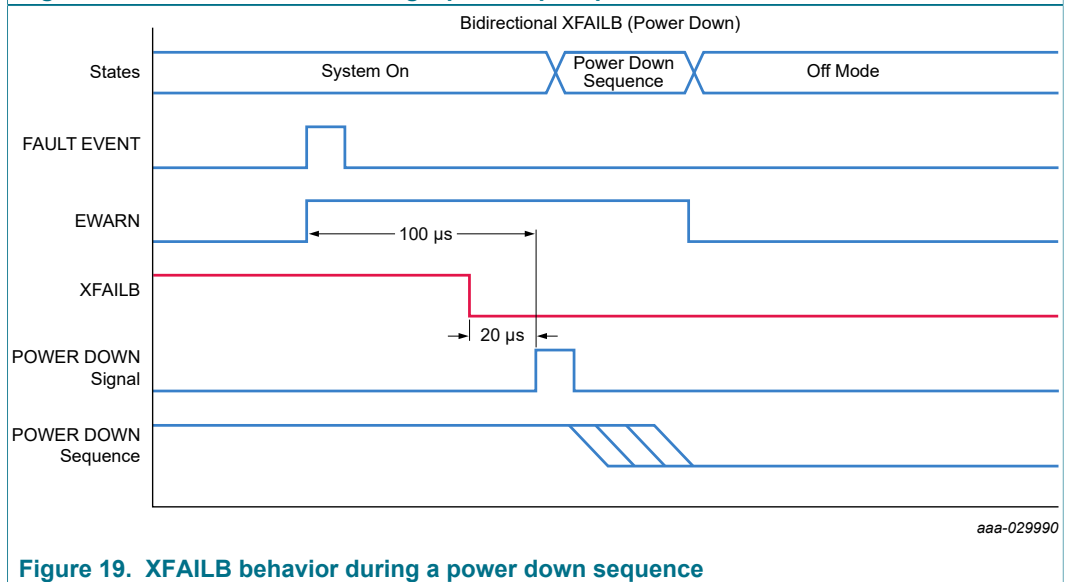 Bidirectional XFAILB (Power Down)
States
System On
Power Down
Sequence
Off Mode
FAULT EVENT
EWARN
100 µs
XFAILB
20 µs
POWER DOWN
Signal
POWER DOWN
Sequence
aaa-029990
Figure 19. XFAILB behavior during a power down sequence